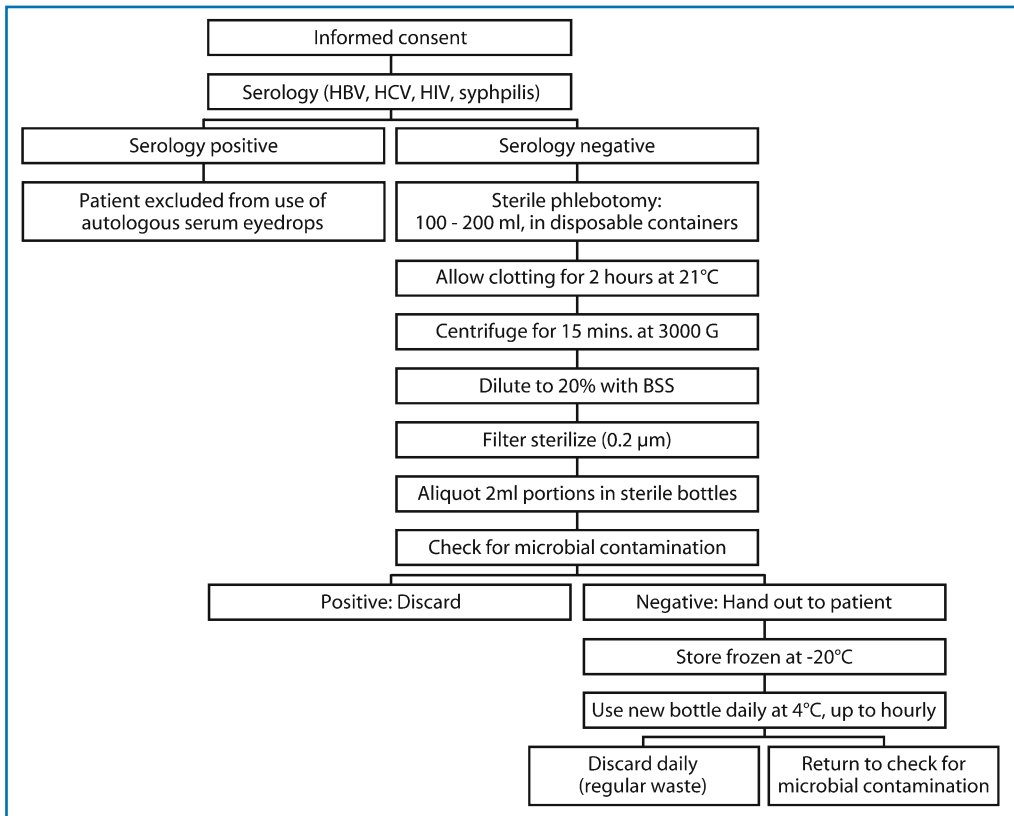 Informed consent
Serology (HBV, HCV, HIV, syphpilis)
Serology positive
Serology negative
Patient excluded from use of
autologous serum eyedrops
Sterile phlebotomy:
100 - 200 ml, in disposable containers
Allow clotting for 2 hours at 21°C
Centrifuge for 15 mins. at 3000 G
Dilute to 20% with BSS
Filter sterilize (0.2 µm)
Aliquot 2ml portions in sterile bottles
Check for microbial contamination
Positive: Discard
Negative: Hand out to patient
Store frozen at -20°C
Use new bottle daily at 4°C, up to hourly
Discard daily
(regular waste)
Return to check for
microbial contamination